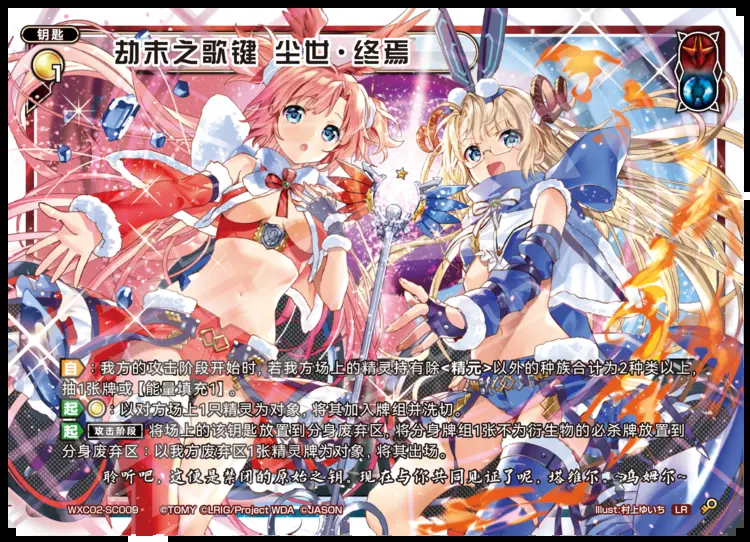 钥匙
劫末之歌键 尘世·终焉
1
自：我方的攻击阶段开始时，若我方场上的精灵持有除<精元>以外的种族合计为2种类以上，
抽1张牌或【能量填充1】。
起：以对方场上1只精灵为对象，将其加入牌组并洗切。
起 攻击阶段 将场上的该钥匙放置到分身废弃区，将分身牌组1张不为衍生物的必杀牌放置到
分身废弃区：以我方废弃区1张精灵牌为对象，将其出场。
聆听吧，这便是禁闭的原始之钥。现在与你共同见证了呢，塔维尔。~乌姆尔~
WXC02-SC009 ©TOMY ©LRIG/Project WDA ©JASON Illust:村上ゆいち LR